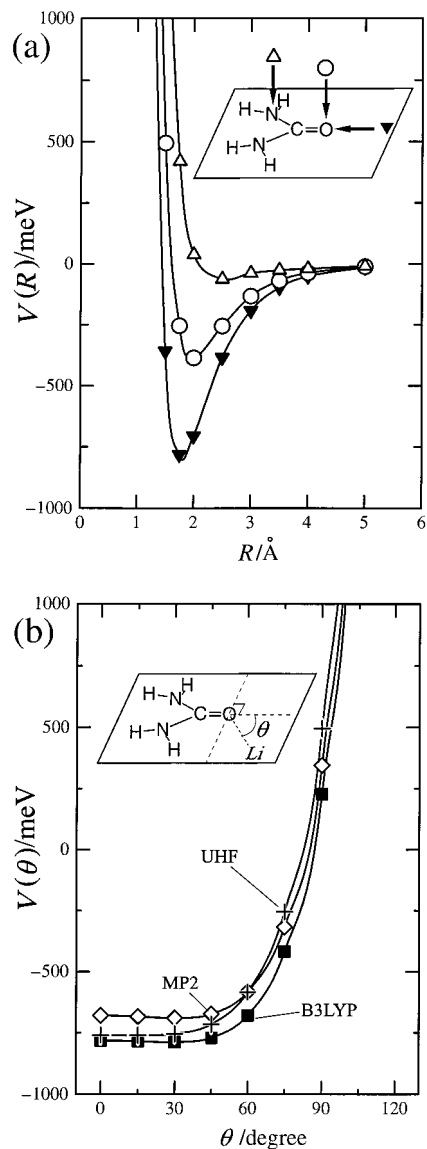 (a)
1000
500
0
−500
−1000
V(R)/meV
H
H
N
C=O
H-N
H
0 1 2 3 4 5 6
R/Å
(b)
1000
500
0
−500
−1000
V(θ)/meV
H
H-N
C=O
H-N
H
θ
Li
UHF
MP2
B3LYP
0 30 60 90 120
θ /degree